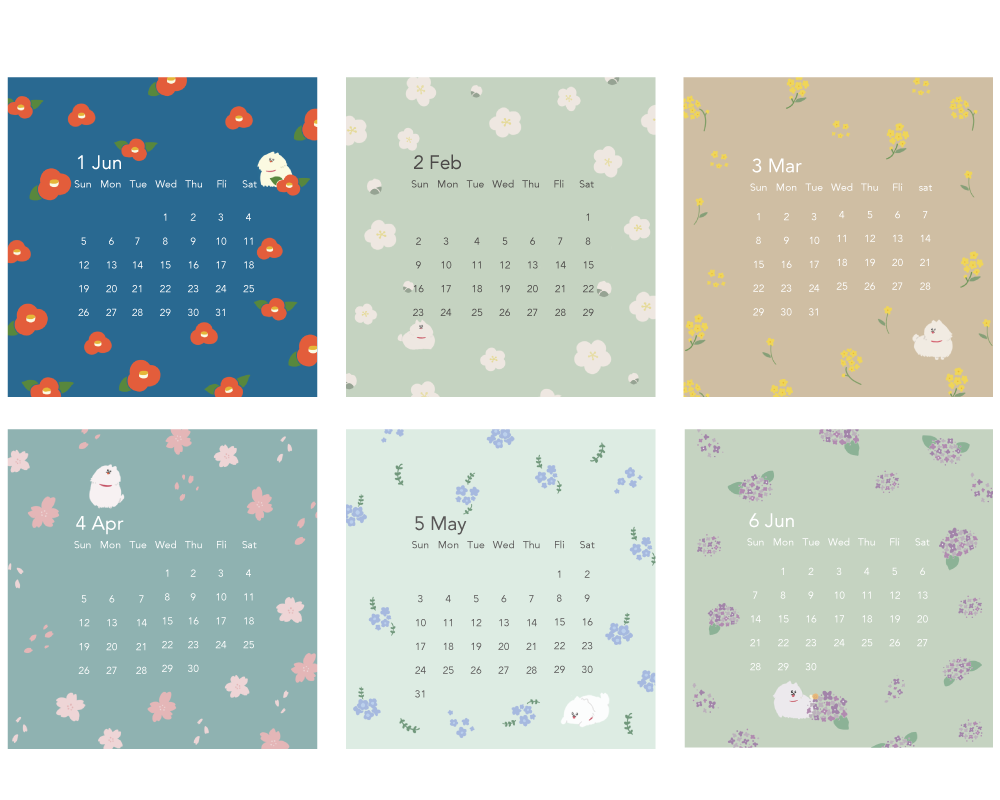 1 Jun
Sun Mon Tue Wed Thu Fli Sat
1 2 3 4
5 6 7 8 9 10 11
12 13 14 15 16 17 18
19 20 21 22 23 24 25
26 27 28 29 30 31
2 Feb
Sun Mon Tue Wed Thu Fli Sat
1
2 3 4 5 6 7 8
9 10 11 12 13 14 15
16 17 18 19 20 21 22
23 24 25 26 27 28 29
3 Mar
Sun Mon Tue Wed Thu Fli sat
1 2 3 4 5 6 7
8 9 10 11 12 13 14
15 16 17 18 19 20 21
22 23 24 25 26 27 28
29 30 31
4 Apr
Sun Mon Tue Wed Thu Fli Sat
1 2 3 4
5 6 7 8 9 10 11
12 13 14 15 16 17 18
19 20 21 22 23 24 25
26 27 28 29 30
5 May
Sun Mon Tue Wed Thu Fli Sat
1 2
3 4 5 6 7 8 9
10 11 12 13 14 15 16
17 18 19 20 21 22 23
24 25 26 27 28 29 30
31
6 Jun
Sun Mon Tue Wed Thu Fli Sat
1 2 3 4 5 6
7 8 9 10 11 12 13
14 15 16 17 18 19 20
21 22 23 24 25 26 27
28 29 30